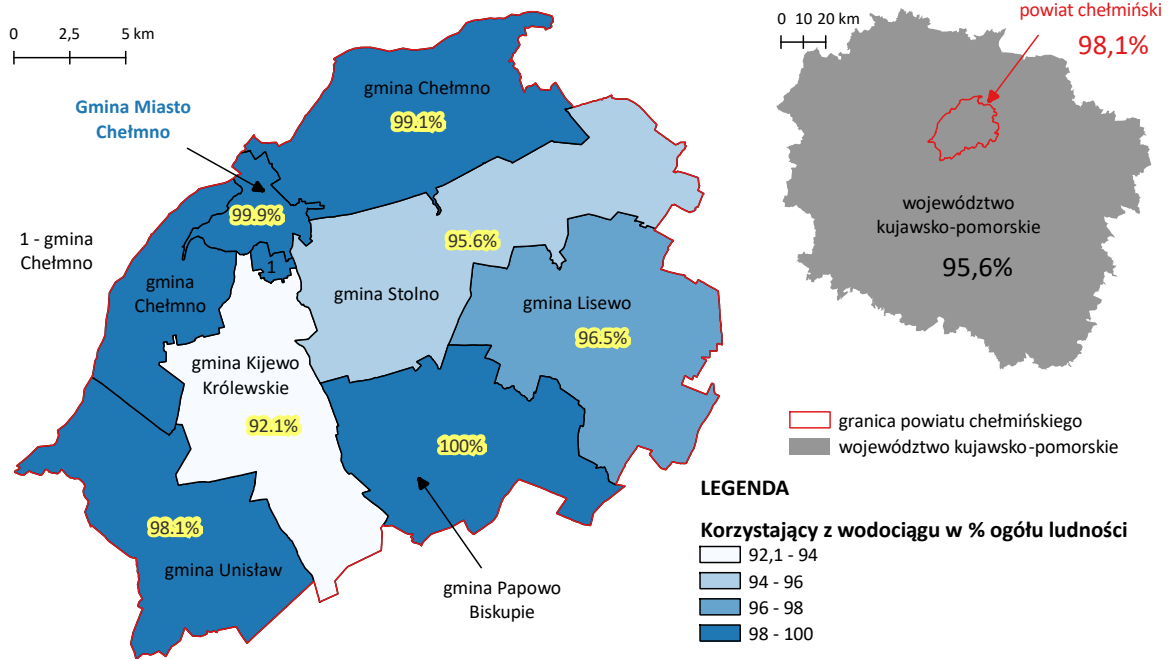 0 2,5 5 km
Gmina Miasto
Chełmno
gmina Chełmno
99.1%
99.9%
1 - gmina
Chełmno
1
gmina
Chełmno
95.6%
gmina Stolno
gmina Lisewo
96.5%
gmina Kijewo
Królewskie
92.1%
100%
98.1%
gmina Unisław
gmina Papowo
Biskupie
0 10 20 km
powiat chełmiński
98,1%
województwo
kujawsko-pomorskie
95,6%
granica powiatu chełmińskiego
województwo kujawsko-pomorskie
LEGENDA
Korzystający z wodociągu w % ogółu ludności
92,1 - 94
94 - 96
96 - 98
98 - 100